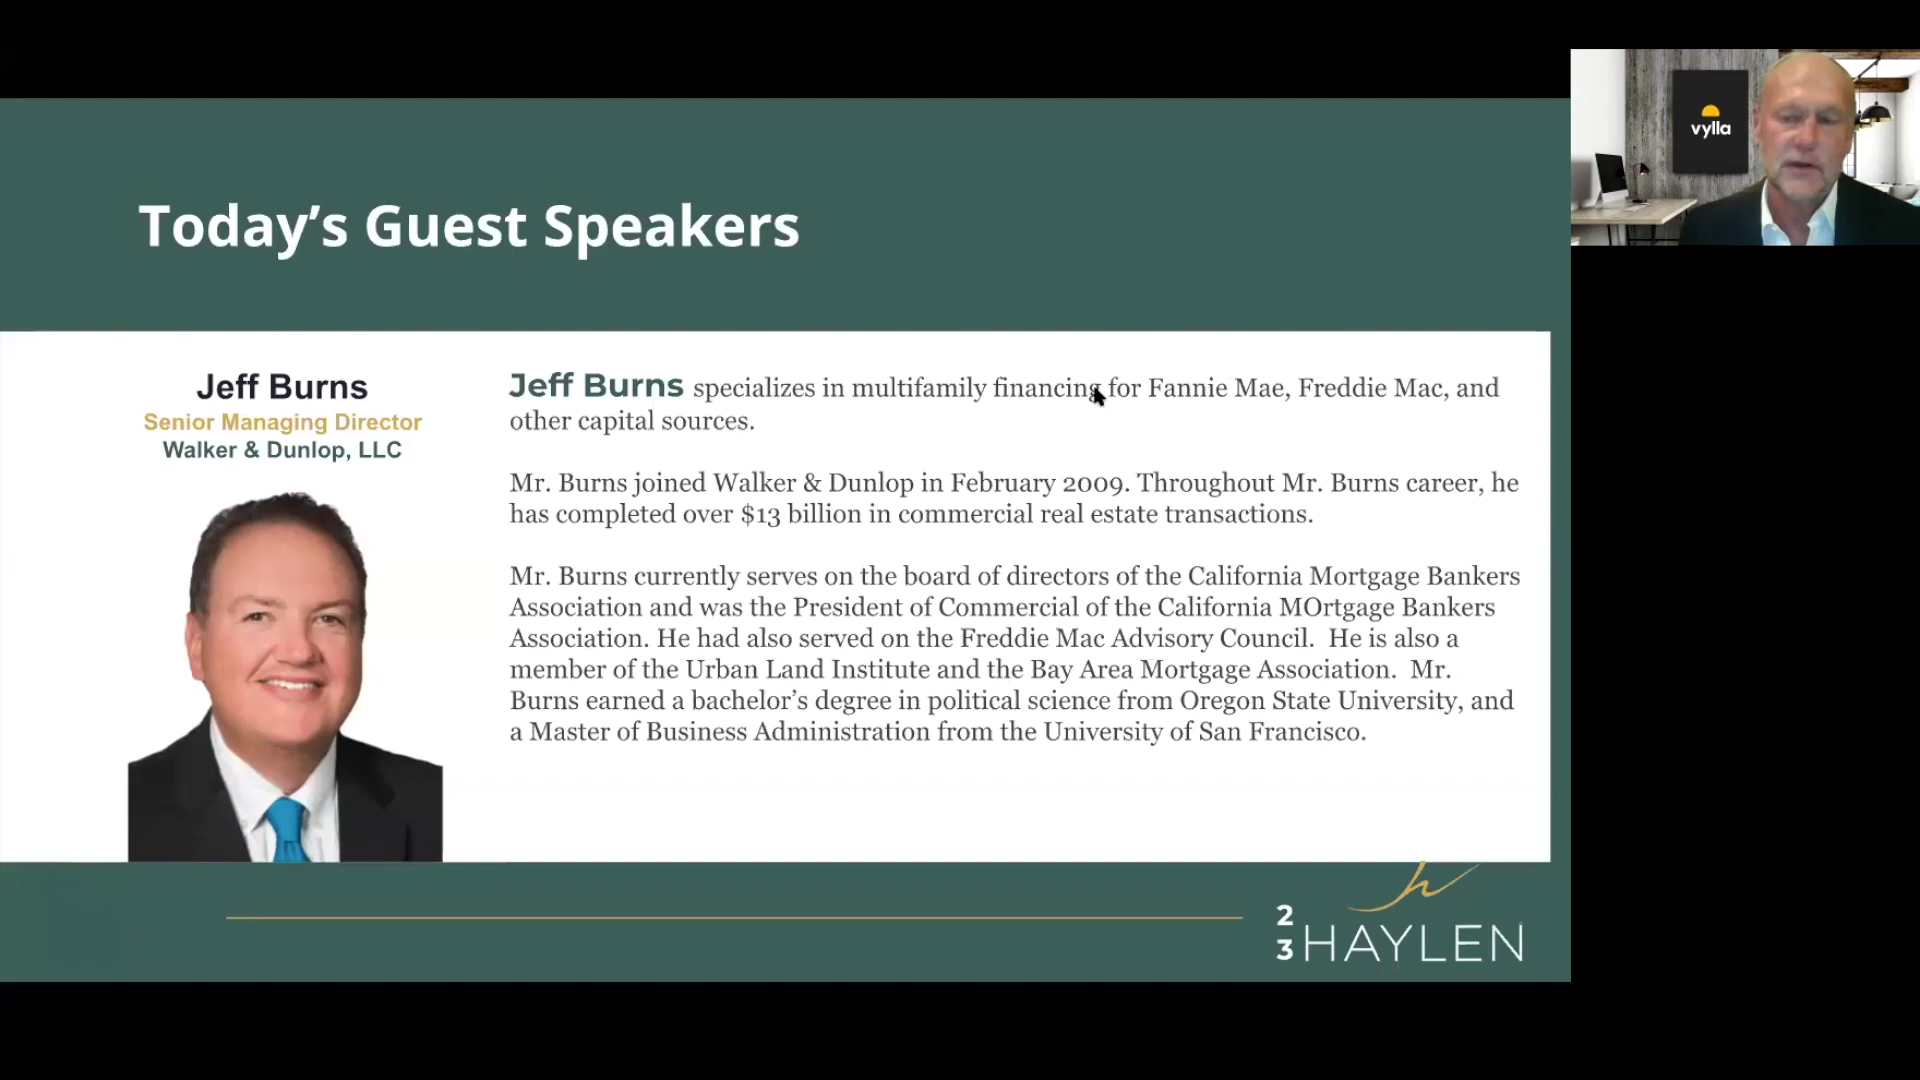 Today’s Guest Speakers
Jeff Burns
Senior Managing Director
Walker & Dunlop, LLC
Jeff Burns specializes in multifamily financing for Fannie Mae, Freddie Mac, and
other capital sources.
Mr. Burns joined Walker & Dunlop in February 2009. Throughout Mr. Burns career, he
has completed over $13 billion in commercial real estate transactions.
Mr. Burns currently serves on the board of directors of the California Mortgage Bankers
Association and was the President of Commercial of the California MOrtgage Bankers
Association. He had also served on the Freddie Mac Advisory Council.  He is also a
member of the Urban Land Institute and the Bay Area Mortgage Association.  Mr.
Burns earned a bachelor’s degree in political science from Oregon State University, and
a Master of Business Administration from the University of San Francisco.
h
23 HAYLEN
vylla